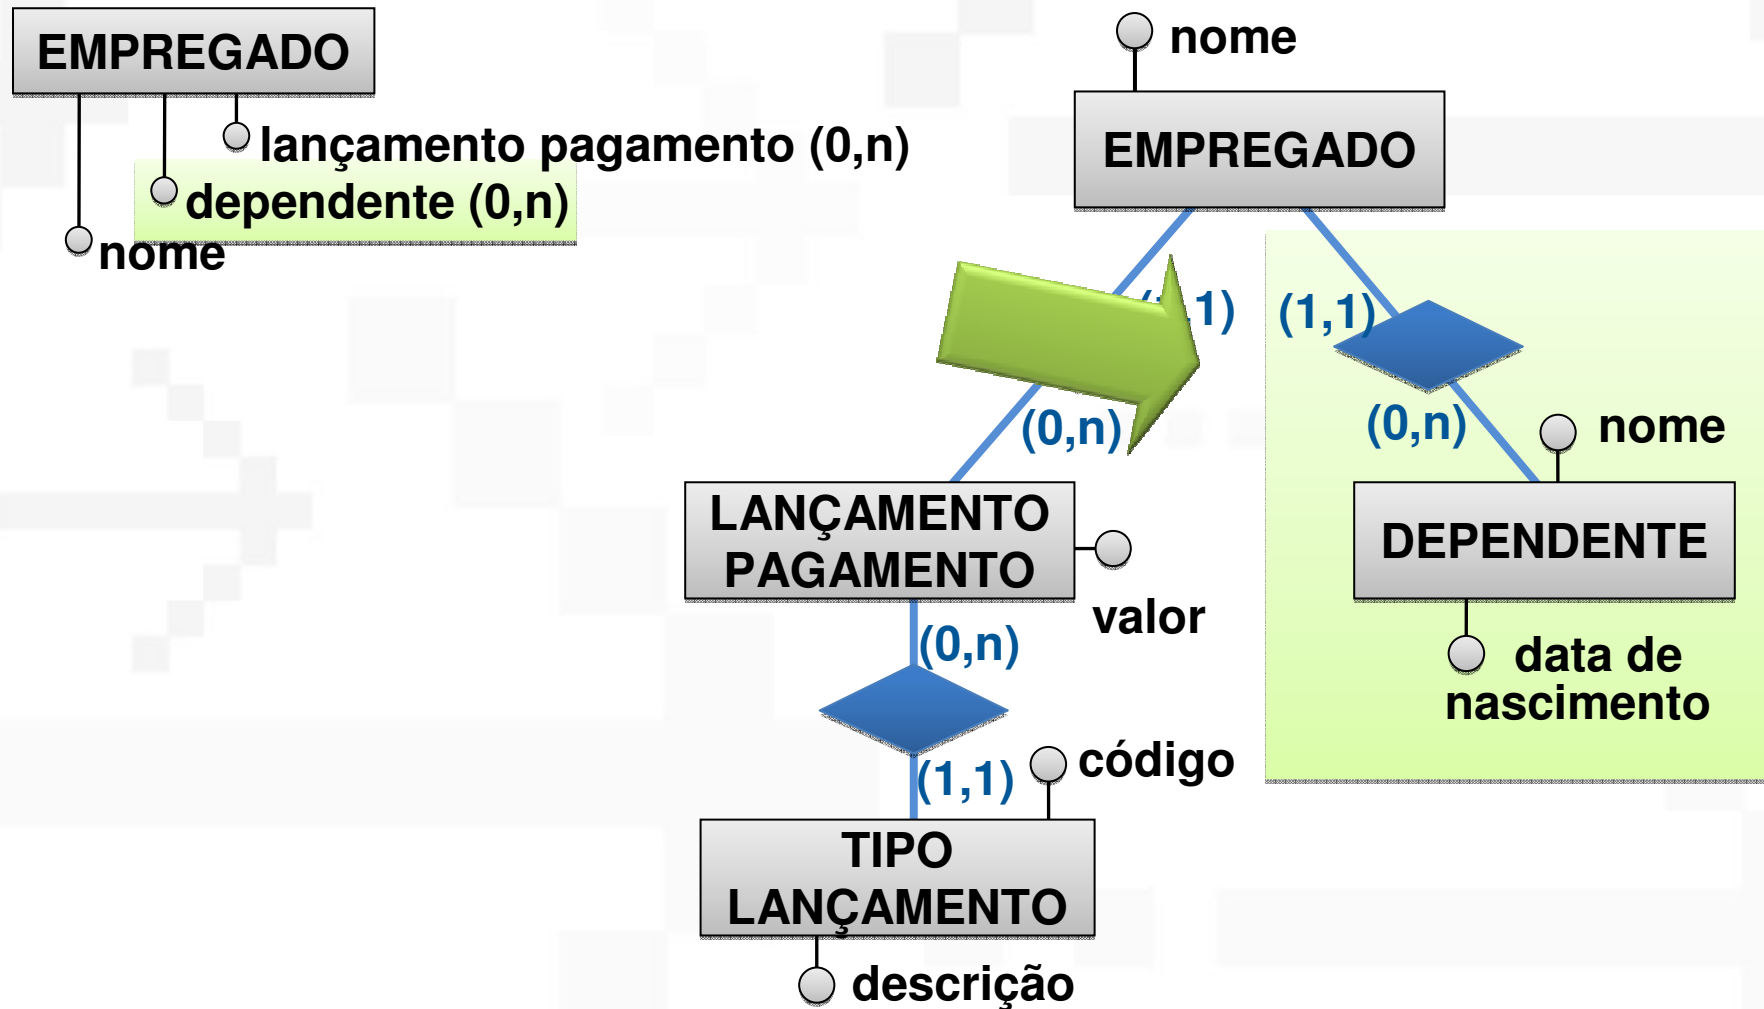 EMPREGADO
lançamento pagamento (0,n)
dependente (0,n)
nome
nome
EMPREGADO
,1)
(1,1)
(0,n)
(0,n)
nome
LANÇAMENTO
PAGAMENTO
valor
DEPENDENTE
data de
nascimento
(0,n)
(1,1)
código
TIPO
LANÇAMENTO
descrição